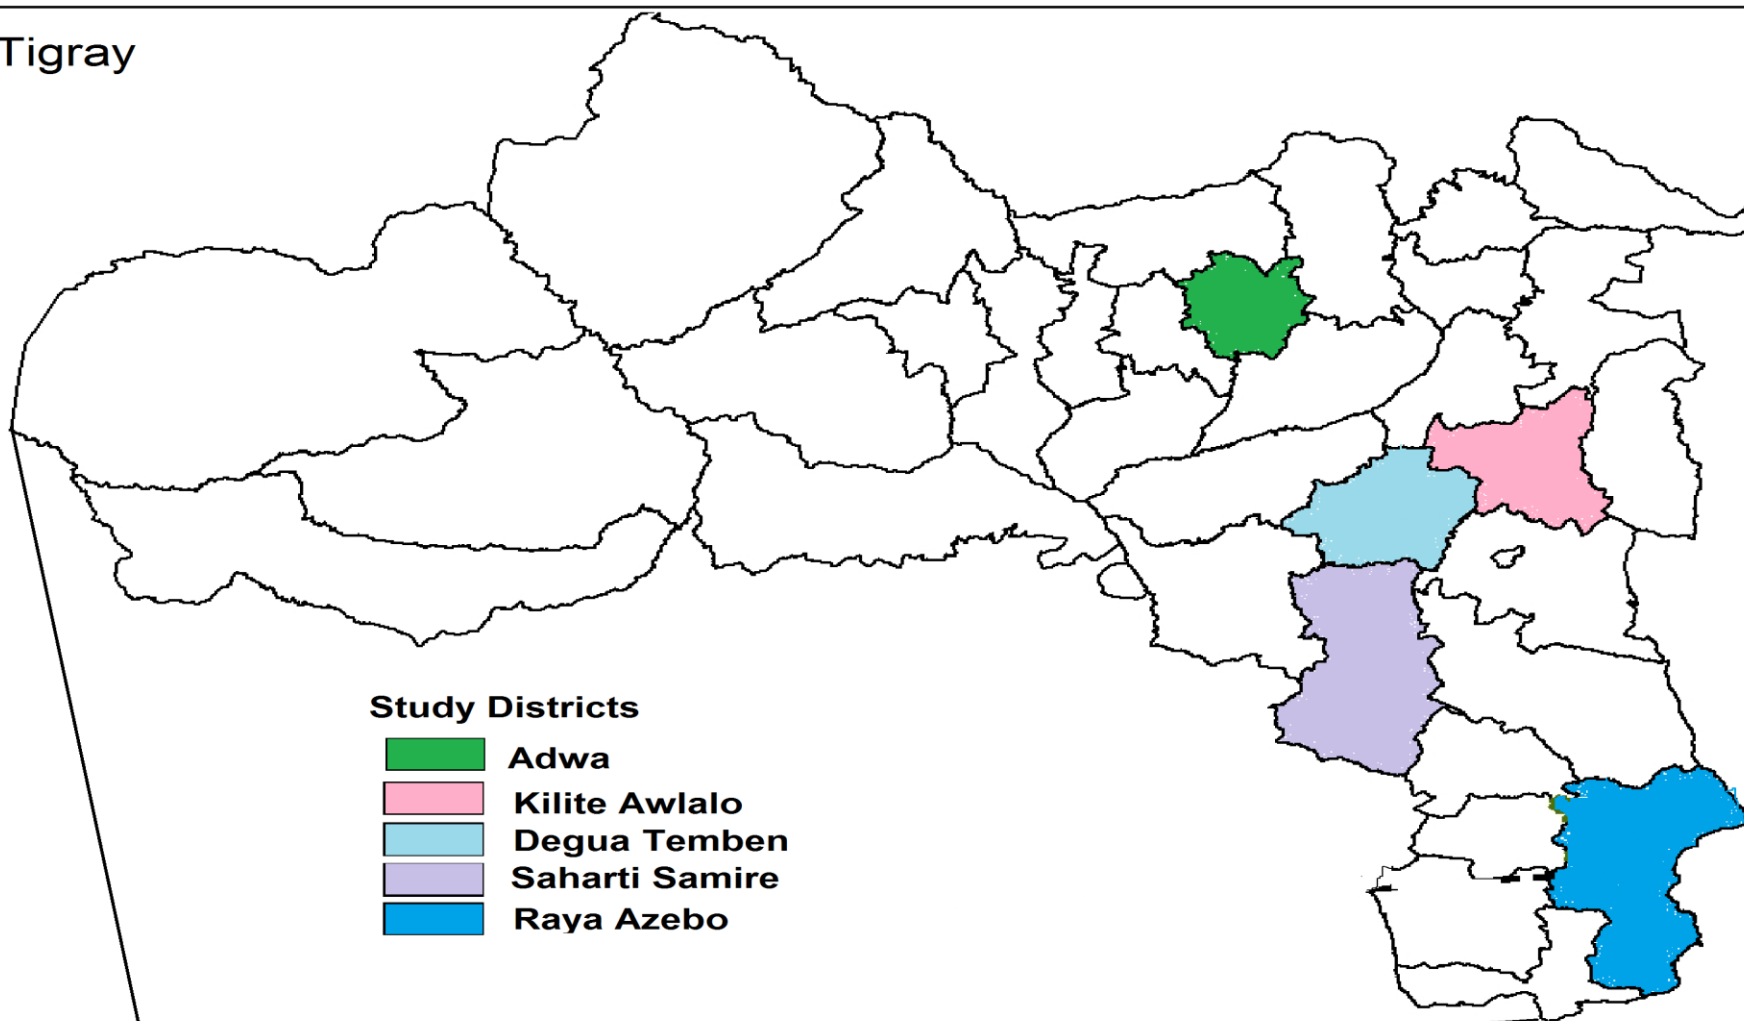 Tigray
Study Districts
Adwa
Kilite Awlalo
Degua Temben
Saharti Samire
Raya Azebo